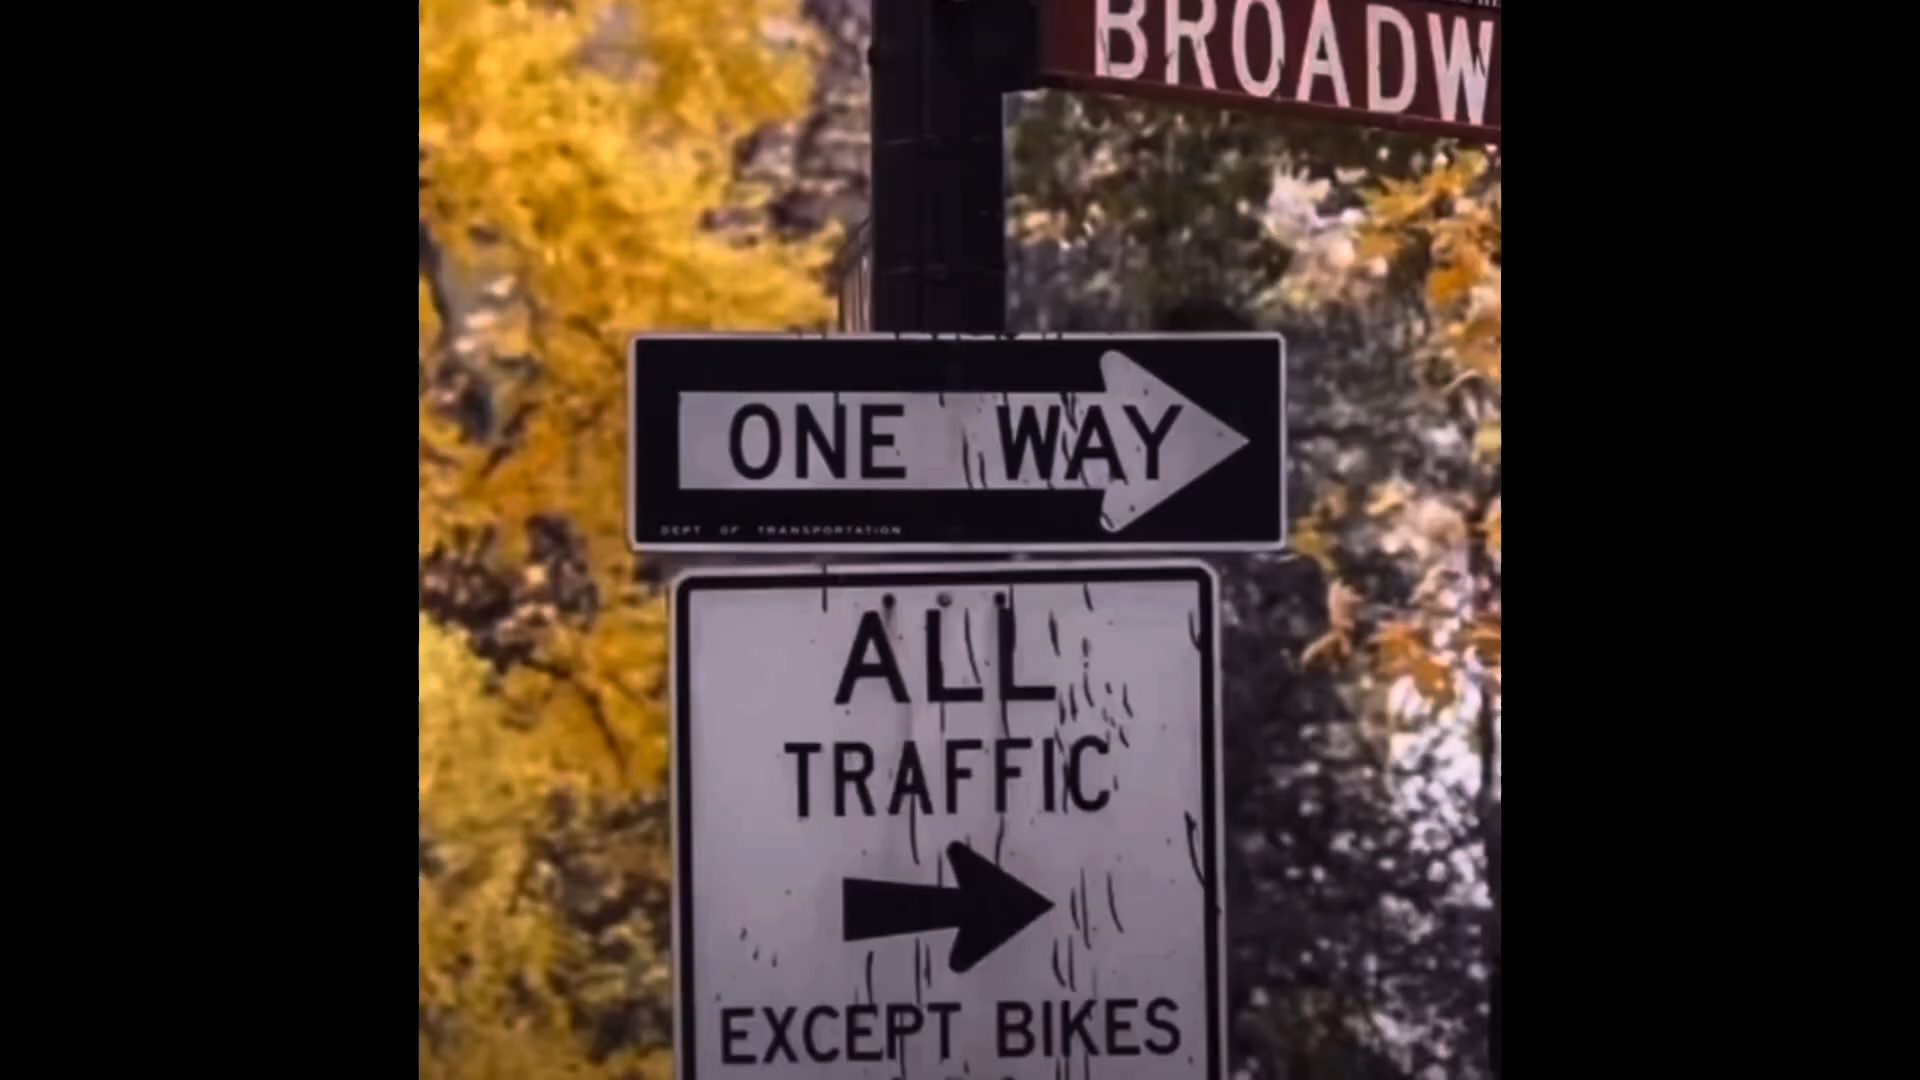 BROADW
ONE WAY
DEPT OF TRANSPORTATION
ALL
TRAFFIC
EXCEPT BIKES